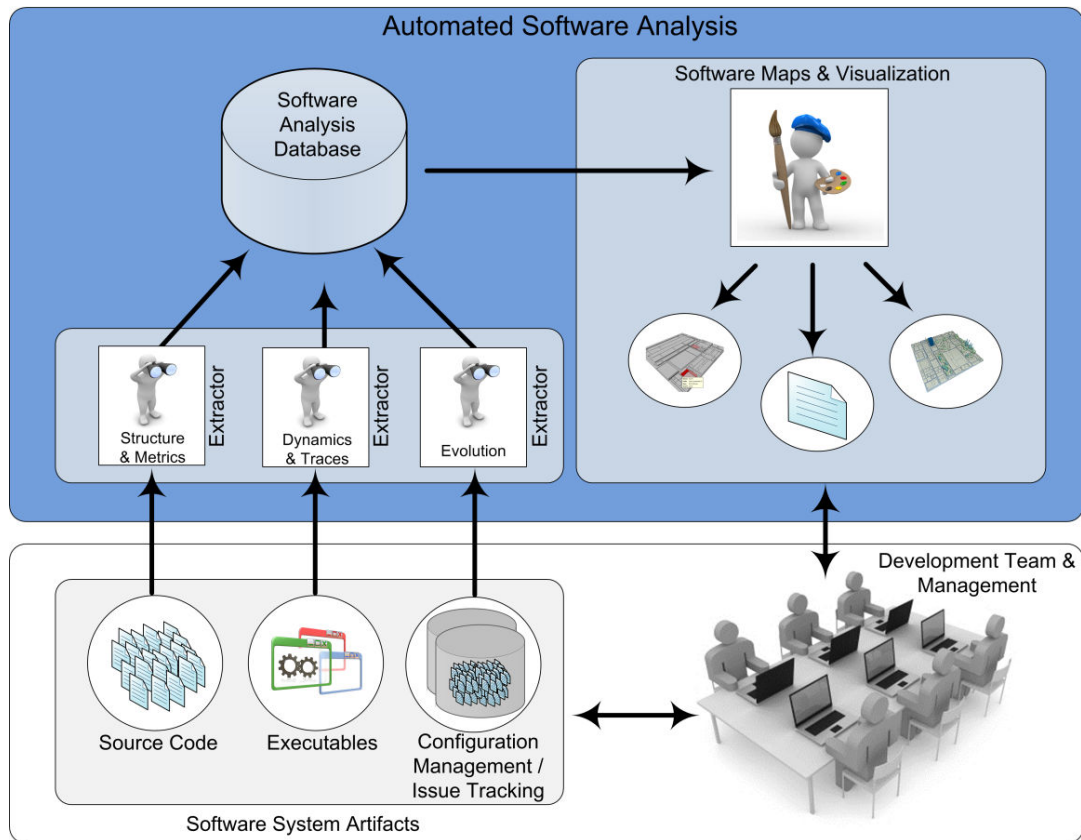 Automated Software Analysis
Software
Analysis
Database
Software Maps & Visualization
Structure
& Metrics
Extractor
Dynamics
& Traces
Extractor
Evolution
Extractor
Development Team &
Management
Source Code
Executables
Configuration
Management /
Issue Tracking
Software System Artifacts